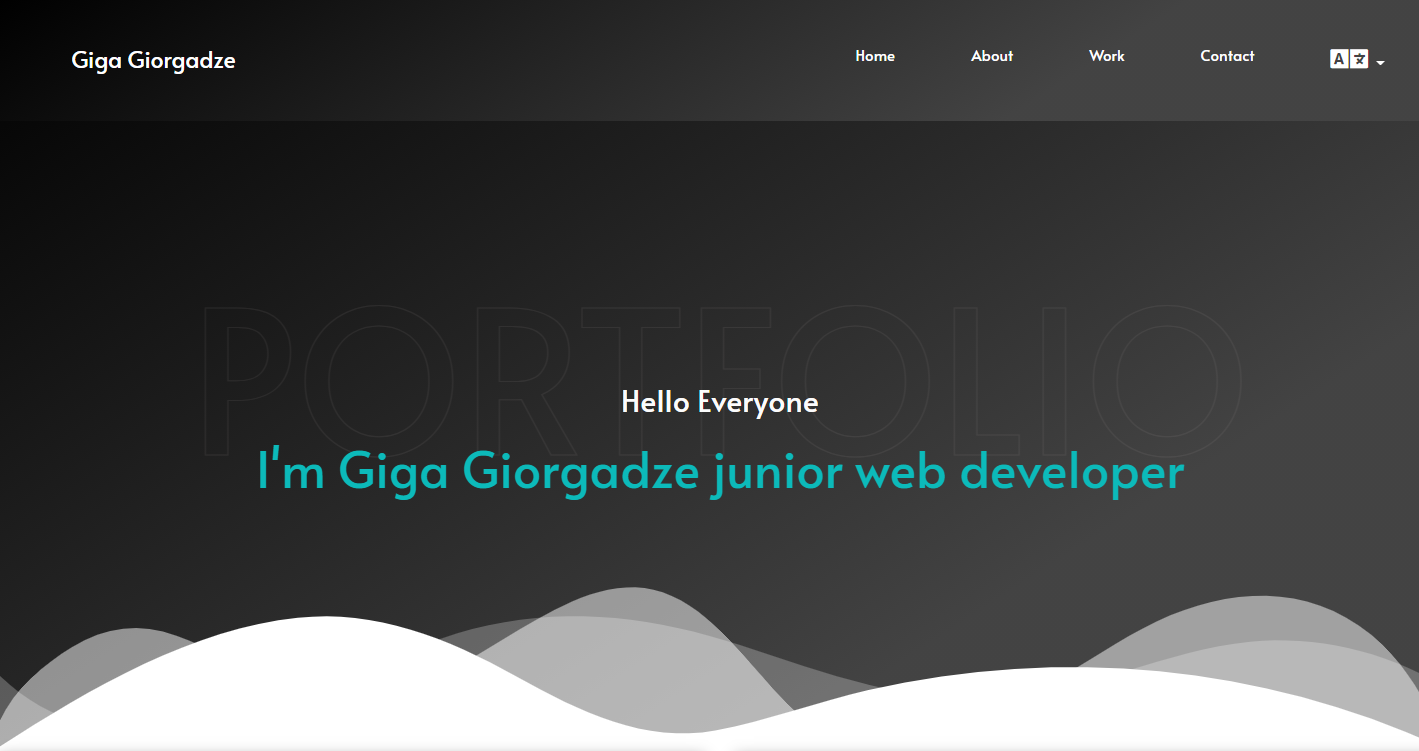 Giga Giorgadze
Home
About
Work
Contact
A 文
PORTFOLIO
Hello Everyone
I'm Giga Giorgadze junior web developer